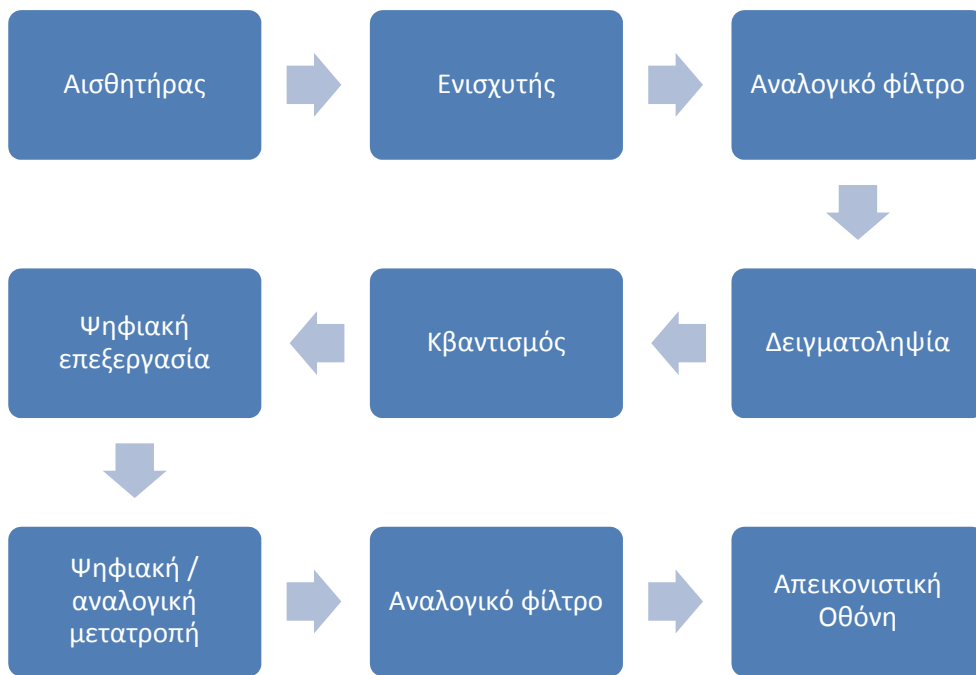 Αισθητήρας
Ενισχυτής
Αναλογικό φίλτρο
Δειγματοληψία
Κβαντισμός
Ψηφιακή
επεξεργασία
Ψηφιακή /
αναλογική
μετατροπή
Αναλογικό φίλτρο
Απεικονιστική
Οθόνη